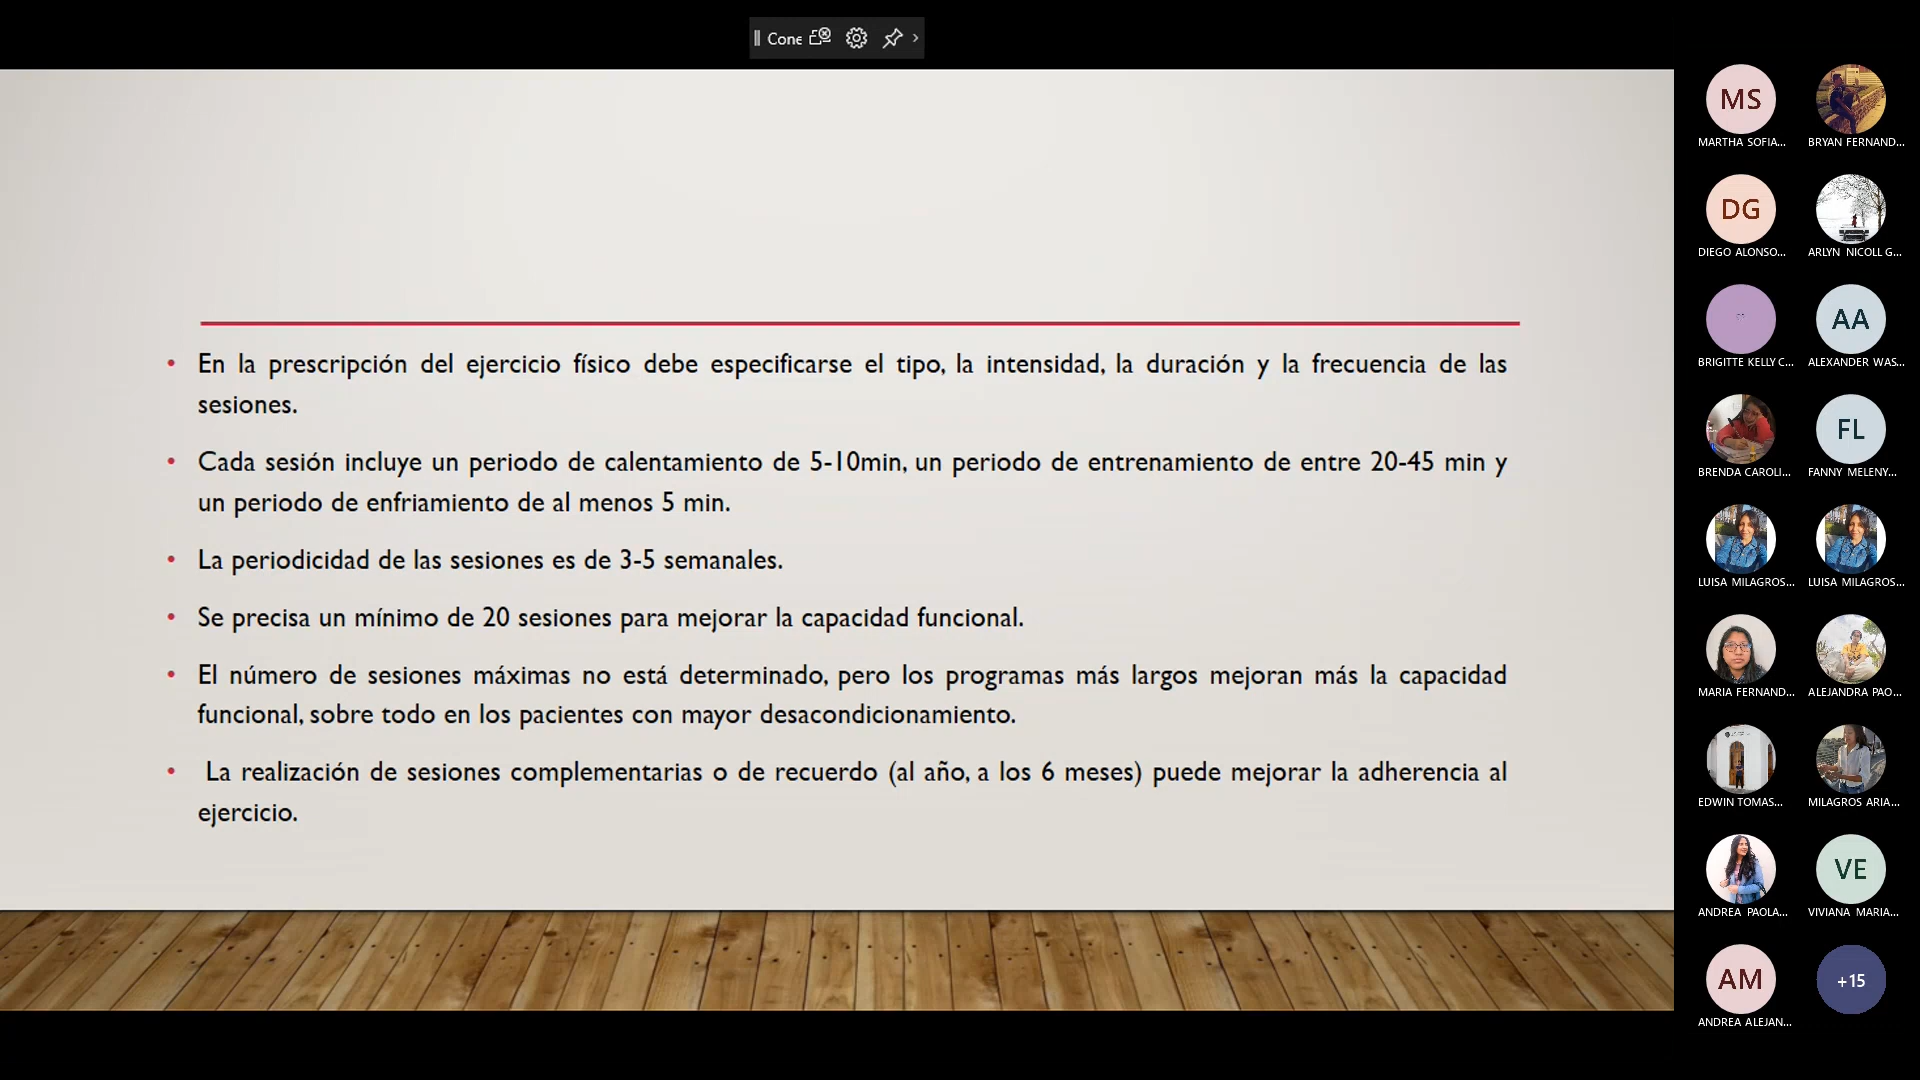 Cone
En la prescripción del ejercicio físico debe especificarse el tipo, la intensidad, la duración y la frecuencia de las
sesiones.
Cada sesión incluye un periodo de calentamiento de 5-10min, un periodo de entrenamiento de entre 20-45 min y
un periodo de enfriamiento de al menos 5 min.
La periodicidad de las sesiones es de 3-5 semanales.
Se precisa un mínimo de 20 sesiones para mejorar la capacidad funcional.
El número de sesiones máximas no está determinado, pero los programas más largos mejoran más la capacidad
funcional, sobre todo en los pacientes con mayor desacondicionamiento.
La realización de sesiones complementarias o de recuerdo (al año, a los 6 meses) puede mejorar la adherencia al
ejercicio.
MS
MARTHA SOFIA...
BRYAN FERNAND...
DG
DIEGO ALONSO...
ARLYN NICOLL G...
BRIGITTE KELLY C...
AA
ALEXANDER WAS...
BRENDA CAROLI...
FL
FANNY MELENY...
LUISA MILAGROS...
LUISA MILAGROS...
MARIA FERNAND...
ALEJANDRA PAO...
EDWIN TOMAS...
MILAGROS ARIA...
ANDREA PAOLA...
VE
VIVIANA MARIA...
AM
ANDREA ALEJAN...
+15